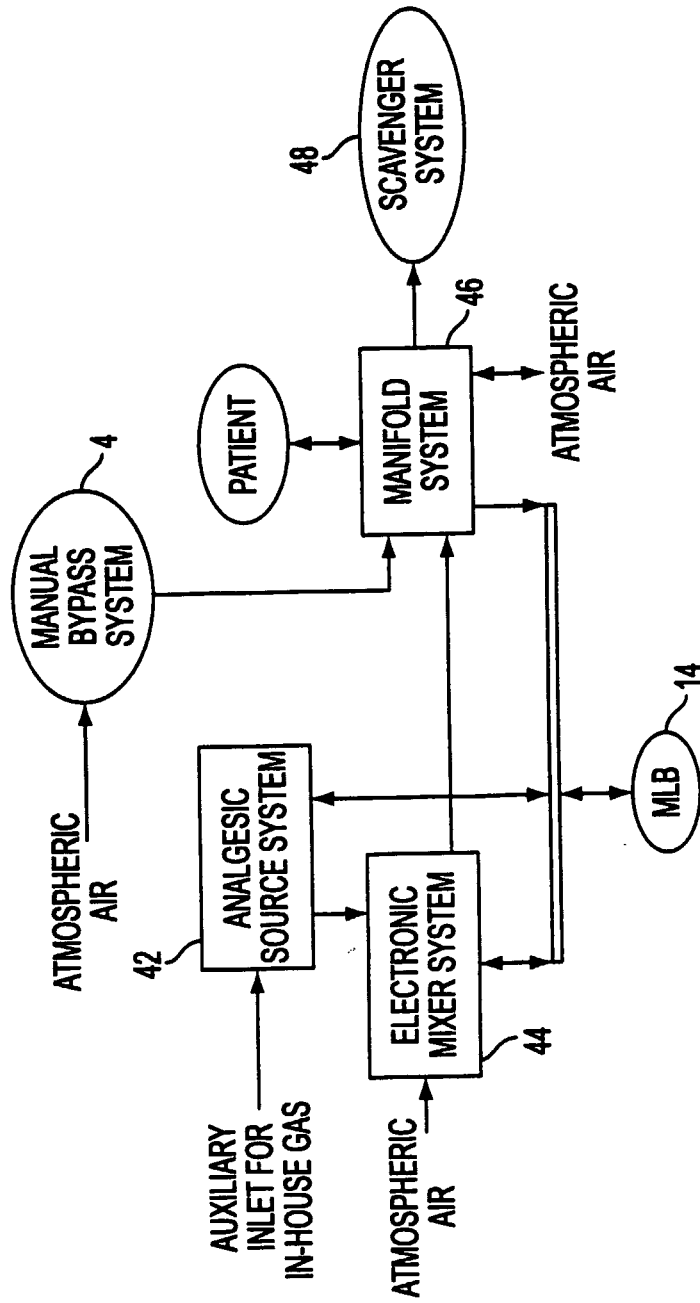 ATMOSPHERIC
AIR
MANUAL
BYPASS
SYSTEM
4
AUXILIARY
INLET FOR
IN-HOUSE GAS
42
ANALGESIC
SOURCE SYSTEM
PATIENT
48
SCAVENGER
SYSTEM
ATMOSPHERIC
AIR
ELECTRONIC
MIXER SYSTEM
44
MANIFOLD
SYSTEM
46
ATMOSPHERIC
AIR
MLB
14